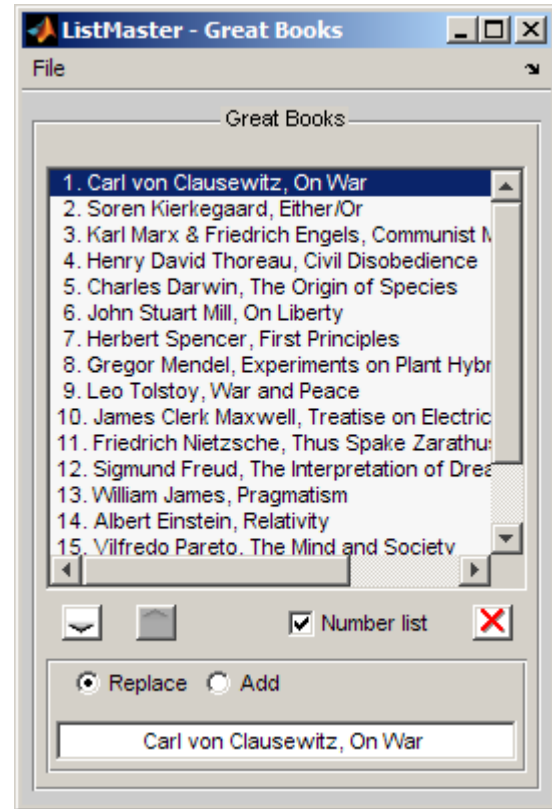 ListMaster - Great Books
File
Great Books
1. Carl von Clausewitz, On War
2. Soren Kierkegaard, Either/Or
3. Karl Marx & Friedrich Engels, Communist M
4. Henry David Thoreau, Civil Disobedience
5. Charles Darwin, The Origin of Species
6. John Stuart Mill, On Liberty
7. Herbert Spencer, First Principles
8. Gregor Mendel, Experiments on Plant Hybr
9. Leo Tolstoy, War and Peace
10. James Clerk Maxwell, Treatise on Electric
11. Friedrich Nietzsche, Thus Spake Zarathus
12. Sigmund Freud, The Interpretation of Drea
13. William James, Pragmatism
14. Albert Einstein, Relativity
15. Vilfredo Pareto, The Mind and Society
Number list
Replace Add
Carl von Clausewitz, On War